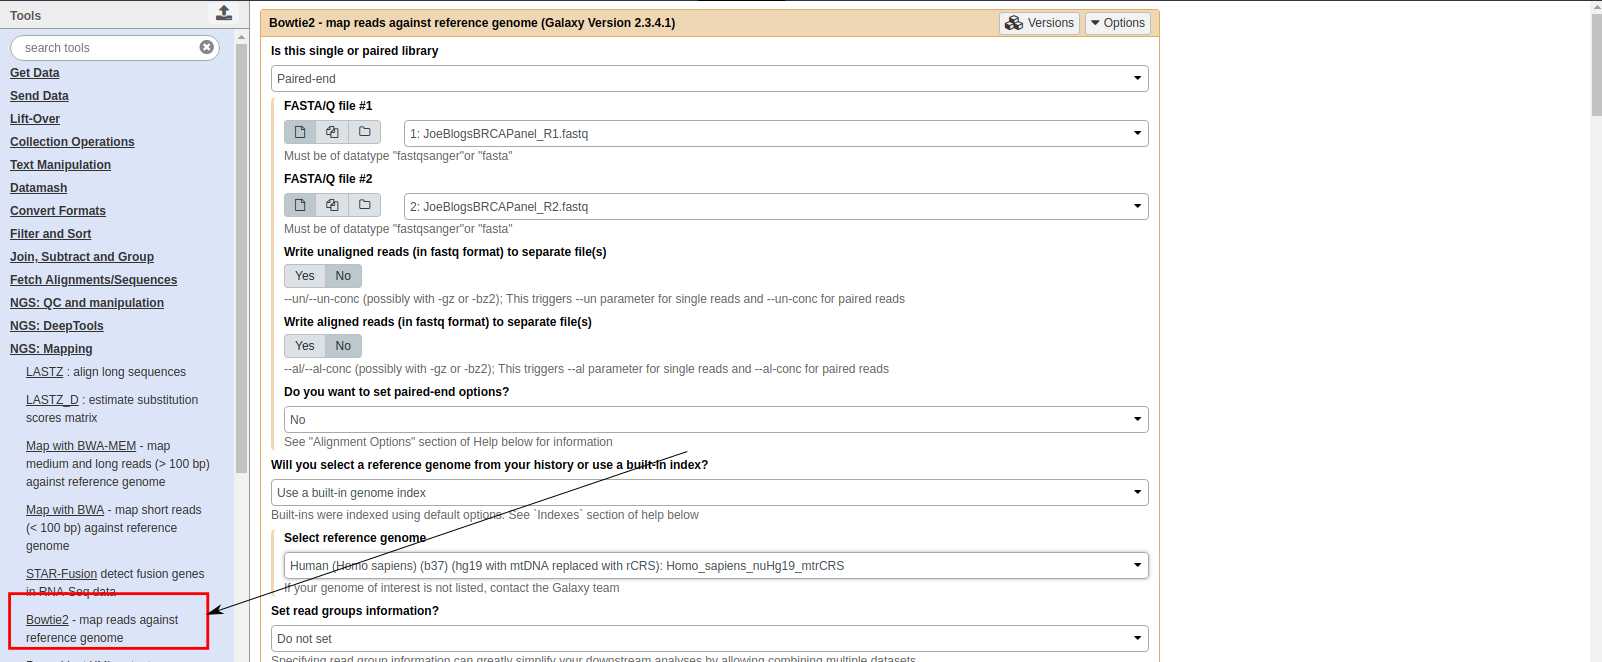 Tools
search tools
Get Data
Send Data
Lift-Over
Collection Operations
Text Manipulation
Datamash
Convert Formats
Filter and Sort
Join, Subtract and Group
Fetch Alignments/Sequences
NGS: QC and manipulation
NGS: DeepTools
NGS: Mapping
LASTZ : align long sequences
LASTZ_D : estimate substitution
scores matrix
Map with BWA-MEM - map
medium and long reads (> 100 bp)
against reference genome
Map with BWA - map short reads
(< 100 bp) against reference
genome
STAR-Fusion detect fusion genes
in RNA-Seq data
Bowtie2 - map reads against
reference genome
Bowtie2 - map reads against reference genome (Galaxy Version 2.3.4.1)
Versions
Options
Is this single or paired library
Paired-end
FASTA/Q file #1
1: JoeBlogsBRCAPanel_R1.fastq
Must be of datatype "fastqsanger"or "fasta"
FASTA/Q file #2
2: JoeBlogsBRCAPanel_R2.fastq
Must be of datatype "fastqsanger"or "fasta"
Write unaligned reads (in fastq format) to separate file(s)
Yes No
--un/--un-conc (possibly with -gz or -bz2); This triggers --un parameter for single reads and --un-conc for paired reads
Write aligned reads (in fastq format) to separate file(s)
Yes No
--al/--al-conc (possibly with -gz or -bz2); This triggers --al parameter for single reads and --al-conc for paired reads
Do you want to set paired-end options?
No
See "Alignment Options" section of Help below for information
Will you select a reference genome from your history or use a built-in index?
Use a built-in genome index
Built-ins were indexed using default options. See `Indexes` section of help below
Select reference genome
Human (Homo sapiens) (b37) (hg19 with mtDNA replaced with rCRS): Homo_sapiens_nuHg19_mtrCRS
If your genome of interest is not listed, contact the Galaxy team
Set read groups information?
Do not set
Specifying read group information can greatly simplify your downstream analyses by allowing combining multiple datasets.